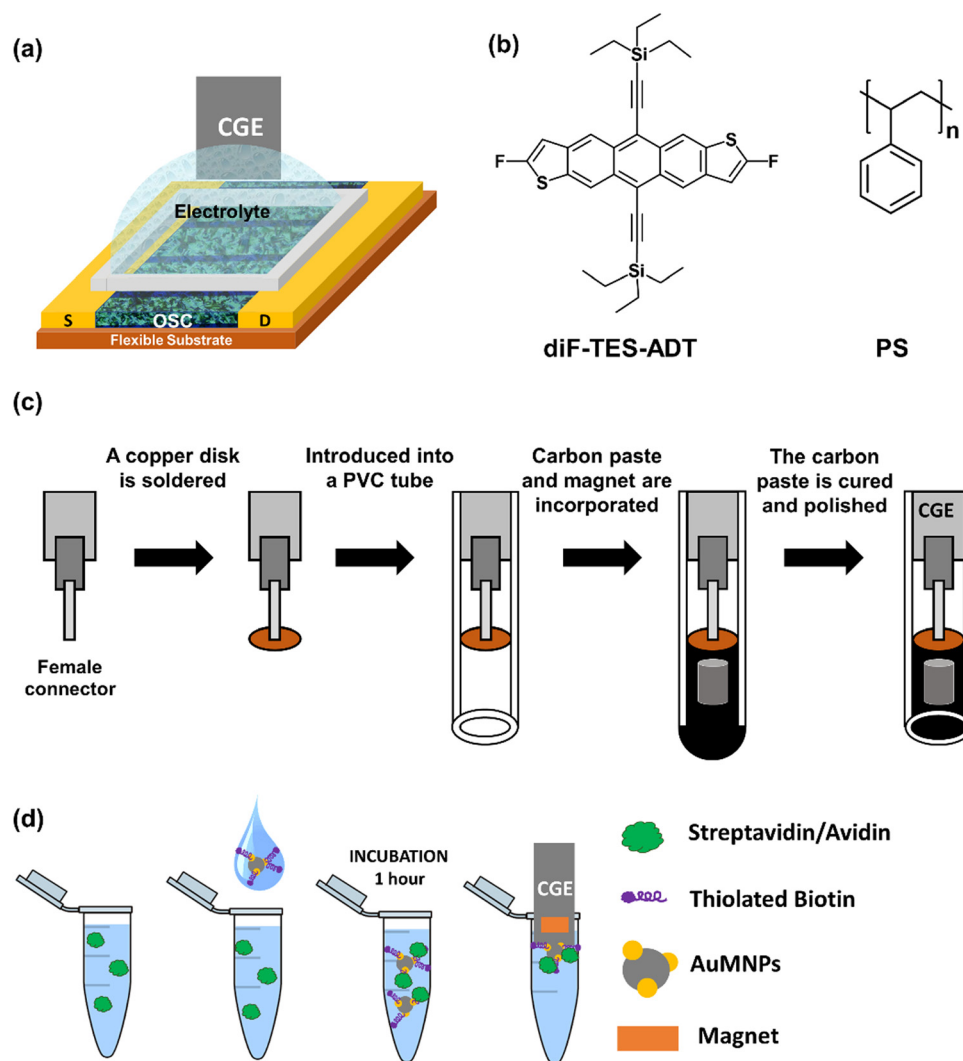 (a)
CGE
Electrolyte
S
OSC
D
Flexible Substrate
(b)
Si
S
F
F
S
Si
diF-TES-ADT
n
PS
(c)
A copper disk
is soldered
Introduced into
a PVC tube
Carbon paste
and magnet are
incorporated
The carbon
paste is cured
and polished
CGE
Female
connector
(d)
INCUBATION
1 hour
CGE
Streptavidin/Avidin
Thiolated Biotin
AuMNPs
Magnet